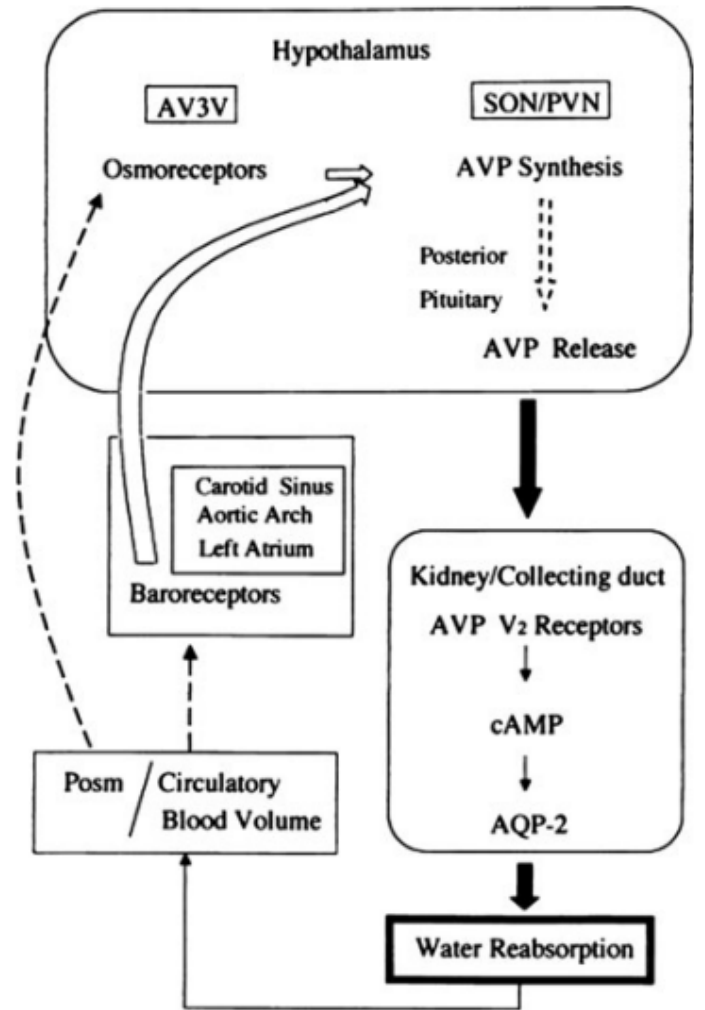 Hypothalamus
AV3V
SON/PVN
Osmoreceptors
AVP Synthesis
Posterior
Pituitary
AVP Release
Carotid Sinus
Aortic Arch
Left Atrium
Baroreceptors
Kidney/Collecting duct
AVP V2 Receptors
cAMP
AQP-2
Posm / Circulatory
Blood Volume
Water Reabsorption